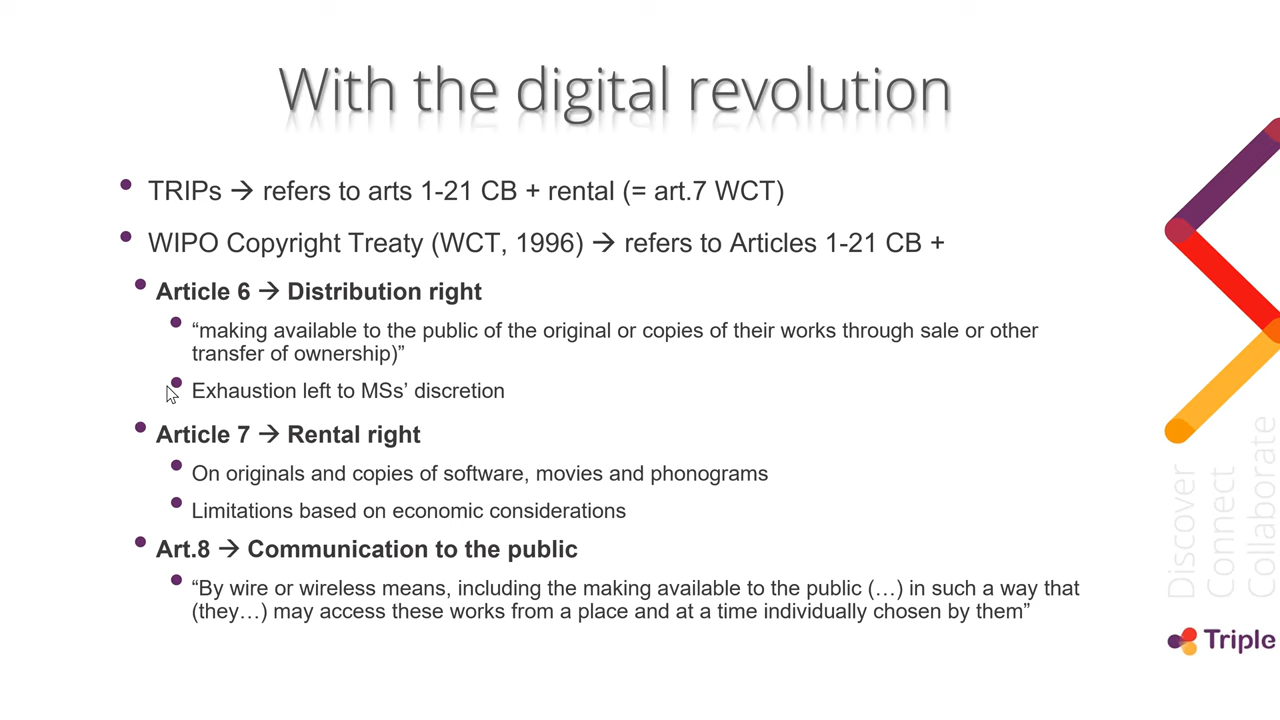 With the digital revolution
TRIPs → refers to arts 1-21 CB + rental (= art.7 WCT)
WIPO Copyright Treaty (WCT, 1996) → refers to Articles 1-21 CB +
Article 6 → Distribution right
“making available to the public of the original or copies of their works through sale or other
transfer of ownership)”
Exhaustion left to MSs’ discretion
Article 7 → Rental right
On originals and copies of software, movies and phonograms
Limitations based on economic considerations
Art.8 → Communication to the public
“By wire or wireless means, including the making available to the public (…) in such a way that
(they…) may access these works from a place and at a time individually chosen by them”
Discover
Connect
Collaborate
Triple